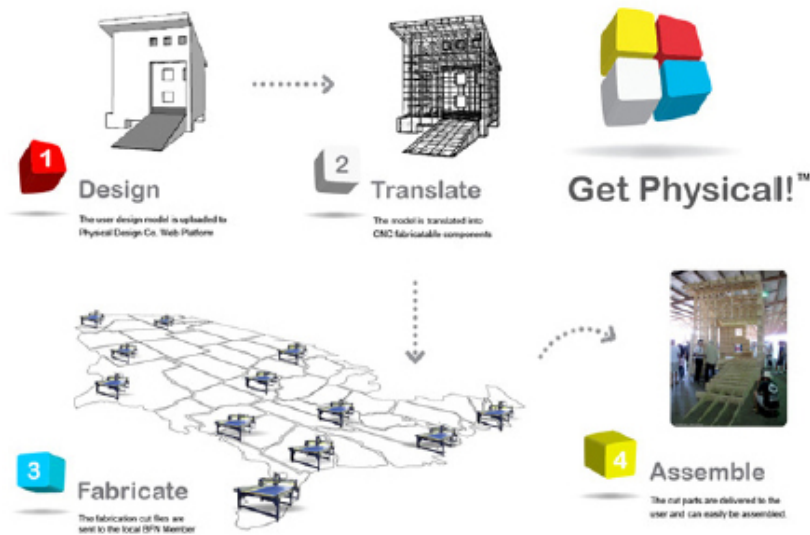 1
Design
The user design model is uploaded to
Physical Design Co. Web Platform
2
Translate
The model is translated into
CNC fabricatable components
Get Physical!™
3
Fabricate
The fabrication cut files are
sent to the local BFN Member
4
Assemble
The cut parts are delivered to the
user and can easily be assembled.